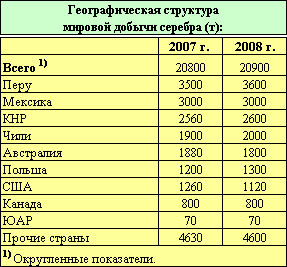 Географическая структура
мировой добычи серебра (т):
2007 г. 2008 г.
Всего 1) 20800 20900
Перу 3500 3600
Мексика 3000 3000
КНР 2560 2600
Чили 1900 2000
Австралия 1880 1800
Польша 1200 1300
США 1260 1120
Канада 800 800
ЮАР 70 70
Прочие страны 4630 4600
1) Округленные показатели.